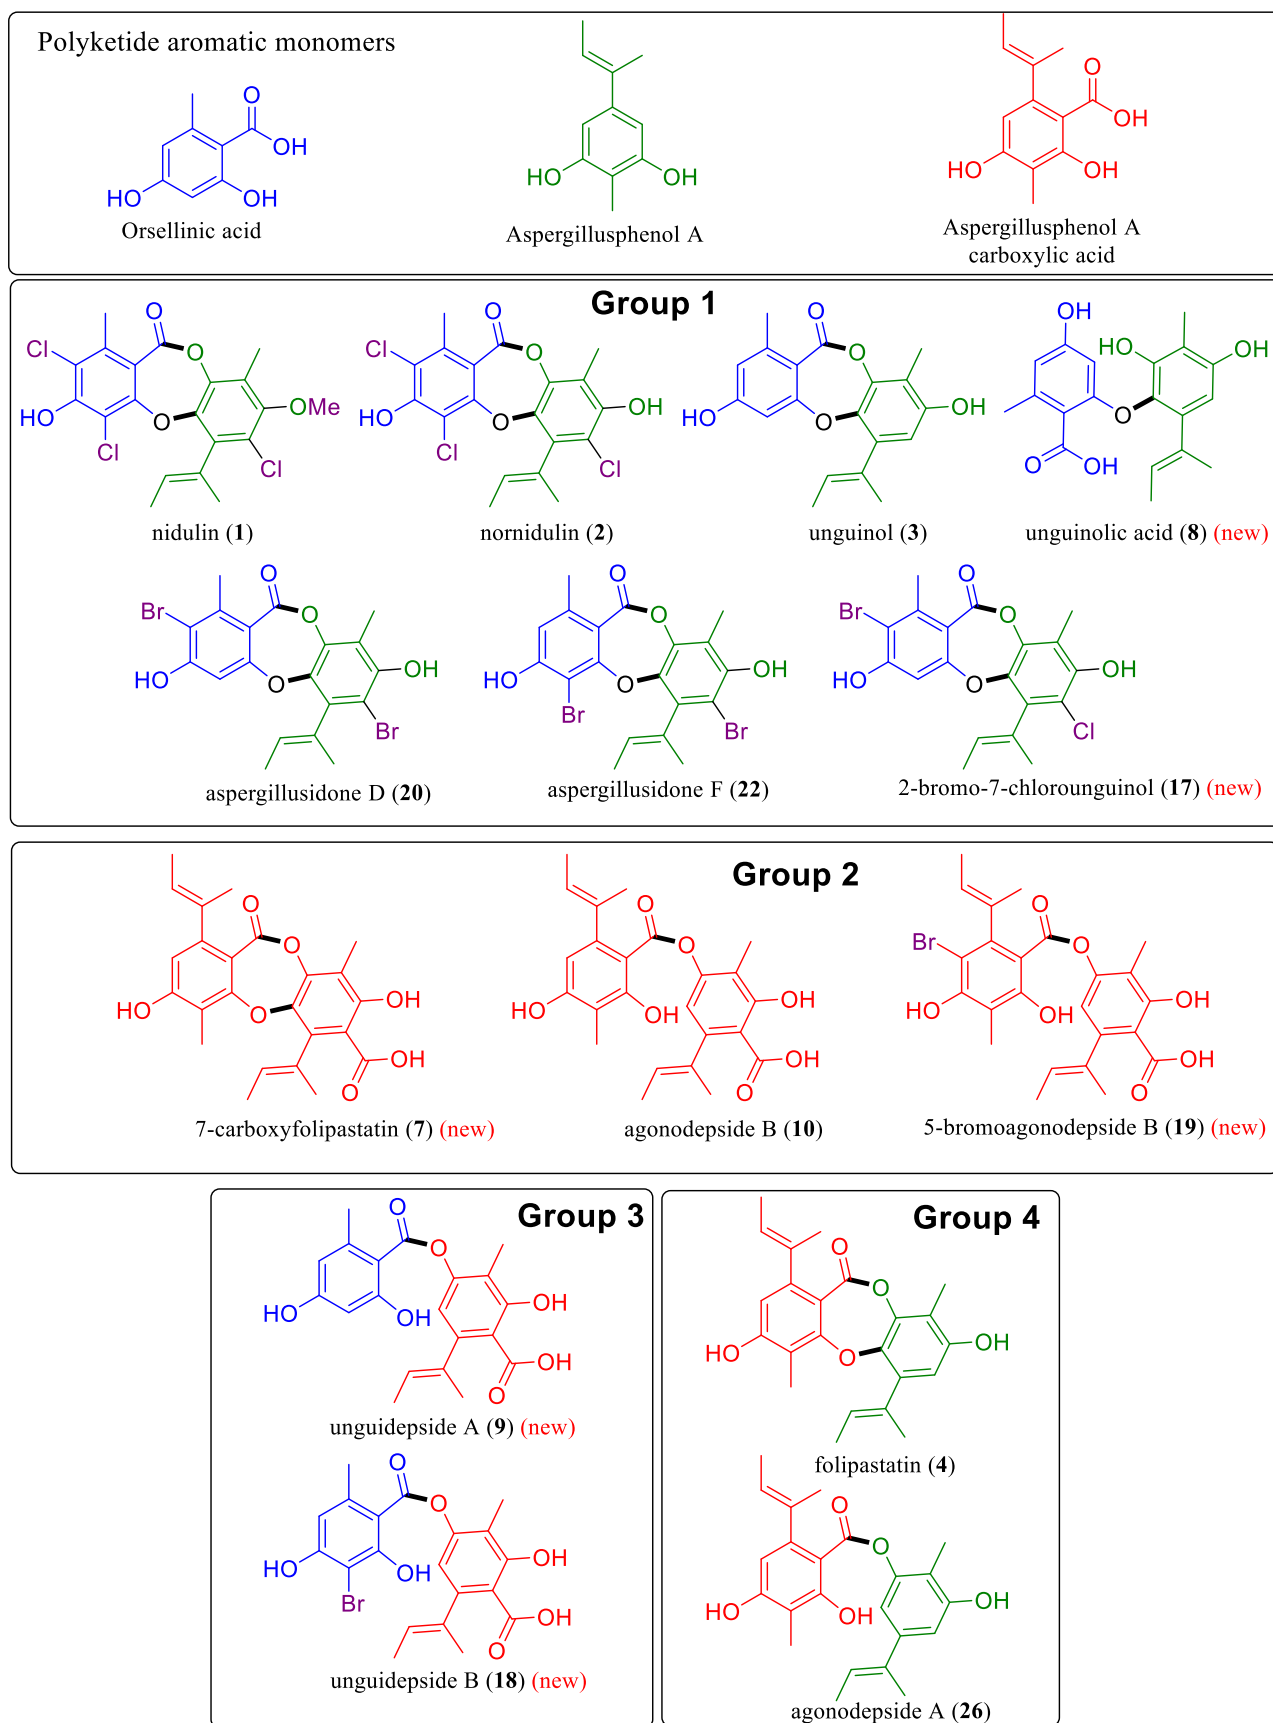 Polyketide aromatic monomers
O
OH
HO
OH
Orsellinic acid
HO
OH
Aspergillusphenol A
O
OH
HO
OH
Aspergillusphenol A
carboxylic acid
Group 1
Cl
O
O
HO
O
OMe
Cl
Cl
nidulin (1)
Cl
O
O
HO
O
OH
Cl
Cl
nornidulin (2)
O
O
HO
O
OH
unguinol (3)
OH
HO
OH
O
O
OH
unguinolic acid (8) (new)
Br
O
O
HO
O
OH
Br
aspergillusidone D (20)
O
O
HO
O
OH
Br
Br
aspergillusidone F (22)
Br
O
O
HO
O
OH
Cl
2-bromo-7-chlorounguinol (17) (new)
Group 2
O
O
HO
O
OH
OH
O
7-carboxyfolipastatin (7) (new)
O
O
HO
OH
OH
OH
O
agonodepside B (10)
Br
O
O
HO
OH
OH
OH
O
5-bromoagonodepside B (19) (new)
Group 3
O
O
HO
OH
OH
OH
O
unguidepside A (9) (new)
O
O
HO
OH
OH
Br
OH
O
unguidepside B (18) (new)
Group 4
O
O
HO
O
OH
folipastatin (4)
O
O
HO
OH
OH
agonodepside A (26)